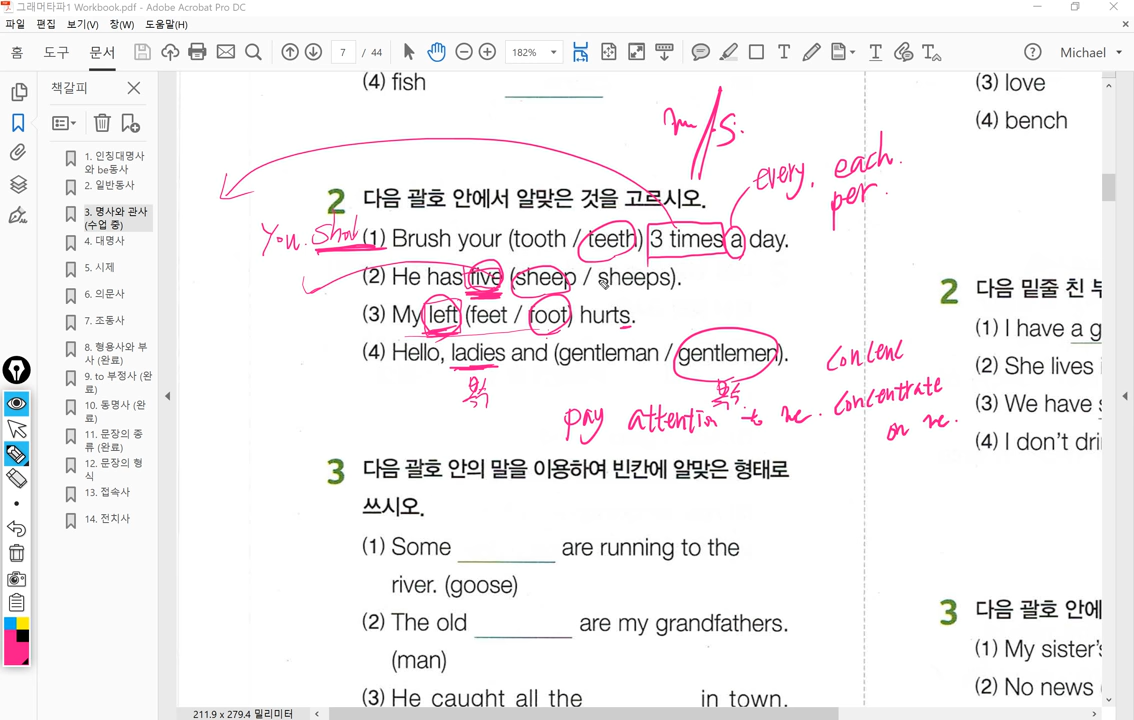 그래머타파1 Workbook.pdf - Adobe Acrobat Pro DC
파일 편집 보기(V) 창(W) 도움말(H)
홈 도구 문서 7 / 44 182% Michael
책갈피
1. 인칭대명사와 be동사
2. 일반동사
3. 명사와 관사 (수업 중)
4. 대명사
5. 시제
6. 의문사
7. 조동사
8. 형용사와 부사 (완료)
9. to 부정사 (완료)
10. 동명사 (완료)
11. 문장의 종류 (완료)
12. 문장의 형식
13. 접속사
14. 전치사
(4) fish
S.
every, each.
per.
2 다음 괄호 안에서 알맞은 것을 고르시오.
You
(1) Brush your (tooth / teeth) 3 times a day.
(2) He has five (sheep / sheeps).
(3) My left (feet / foot) hurts.
(4) Hello, ladies and (gentleman / gentlemen).
복수 복수
pay attention to me. concentrate
on me.
3 다음 괄호 안의 말을 이용하여 빈칸에 알맞은 형태로
쓰시오.
(1) Some are running to the
river. (goose)
(2) The old are my grandfathers.
(man)
(3) He caught all the in town.
(3) love
(4) bench
2 다음 밑줄 친 부
(1) I have a g
(2) She lives i
(3) We have s
(4) I don't dri
3 다음 괄호 안에
(1) My sister's
(2) No news
211.9 x 279.4 밀리미터